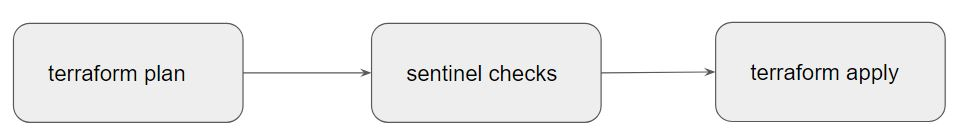 terraform plan
sentinel checks
terraform apply